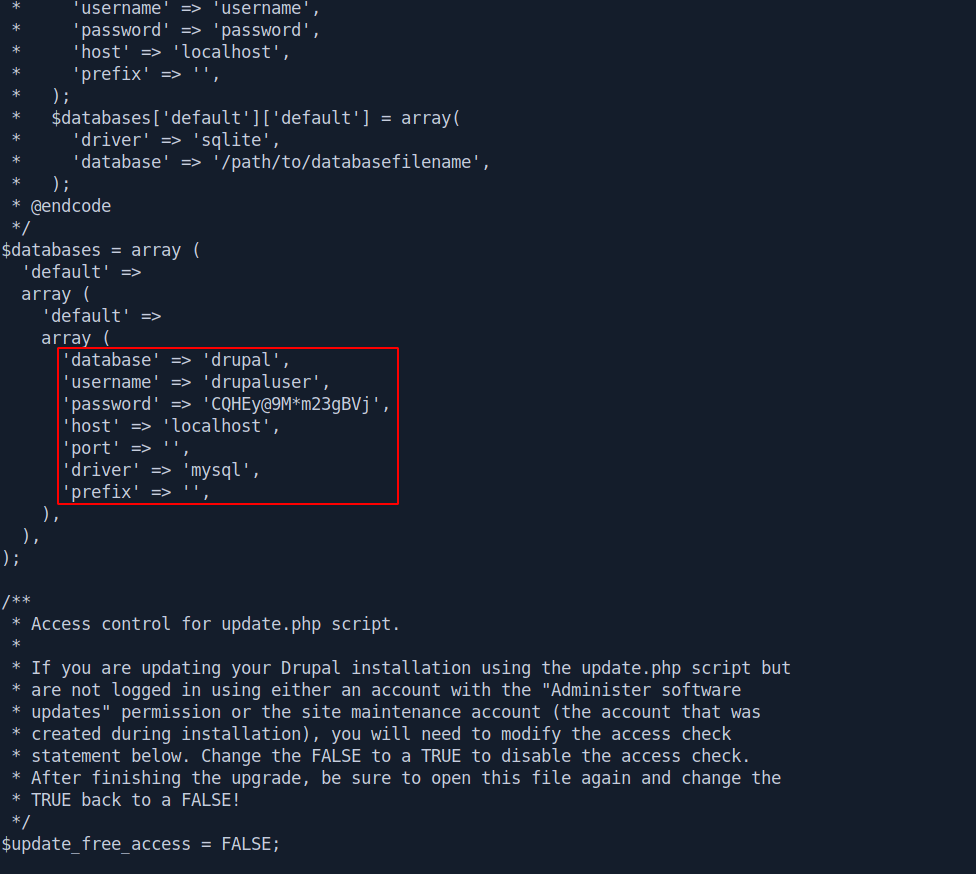 *     'username' => 'username',
 *     'password' => 'password',
 *     'host' => 'localhost',
 *     'prefix' => '',
 *   );
 *   $databases['default']['default'] = array(
 *     'driver' => 'sqlite',
 *     'database' => '/path/to/databasefilename',
 *   );
 * @endcode
 */
$databases = array (
  'default' =>
  array (
    'default' =>
    array (
      'database' => 'drupal',
      'username' => 'drupaluser',
      'password' => 'CQHEy@9M*m23gBVj',
      'host' => 'localhost',
      'port' => '',
      'driver' => 'mysql',
      'prefix' => '',
    ),
  ),
);

/**
 * Access control for update.php script.
 *
 * If you are updating your Drupal installation using the update.php script but
 * are not logged in using either an account with the "Administer software
 * updates" permission or the site maintenance account (the account that was
 * created during installation), you will need to modify the access check
 * statement below. Change the FALSE to a TRUE to disable the access check.
 * After finishing the upgrade, be sure to open this file again and change the
 * TRUE back to a FALSE!
 */
$update_free_access = FALSE;